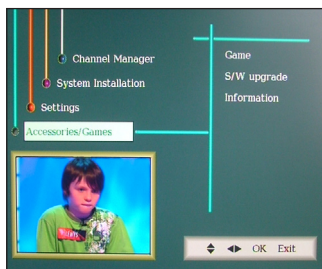 Channel Manager
System Installation
Settings
Accessories/Games
Game
S/W upgrade
Information
OK Exit